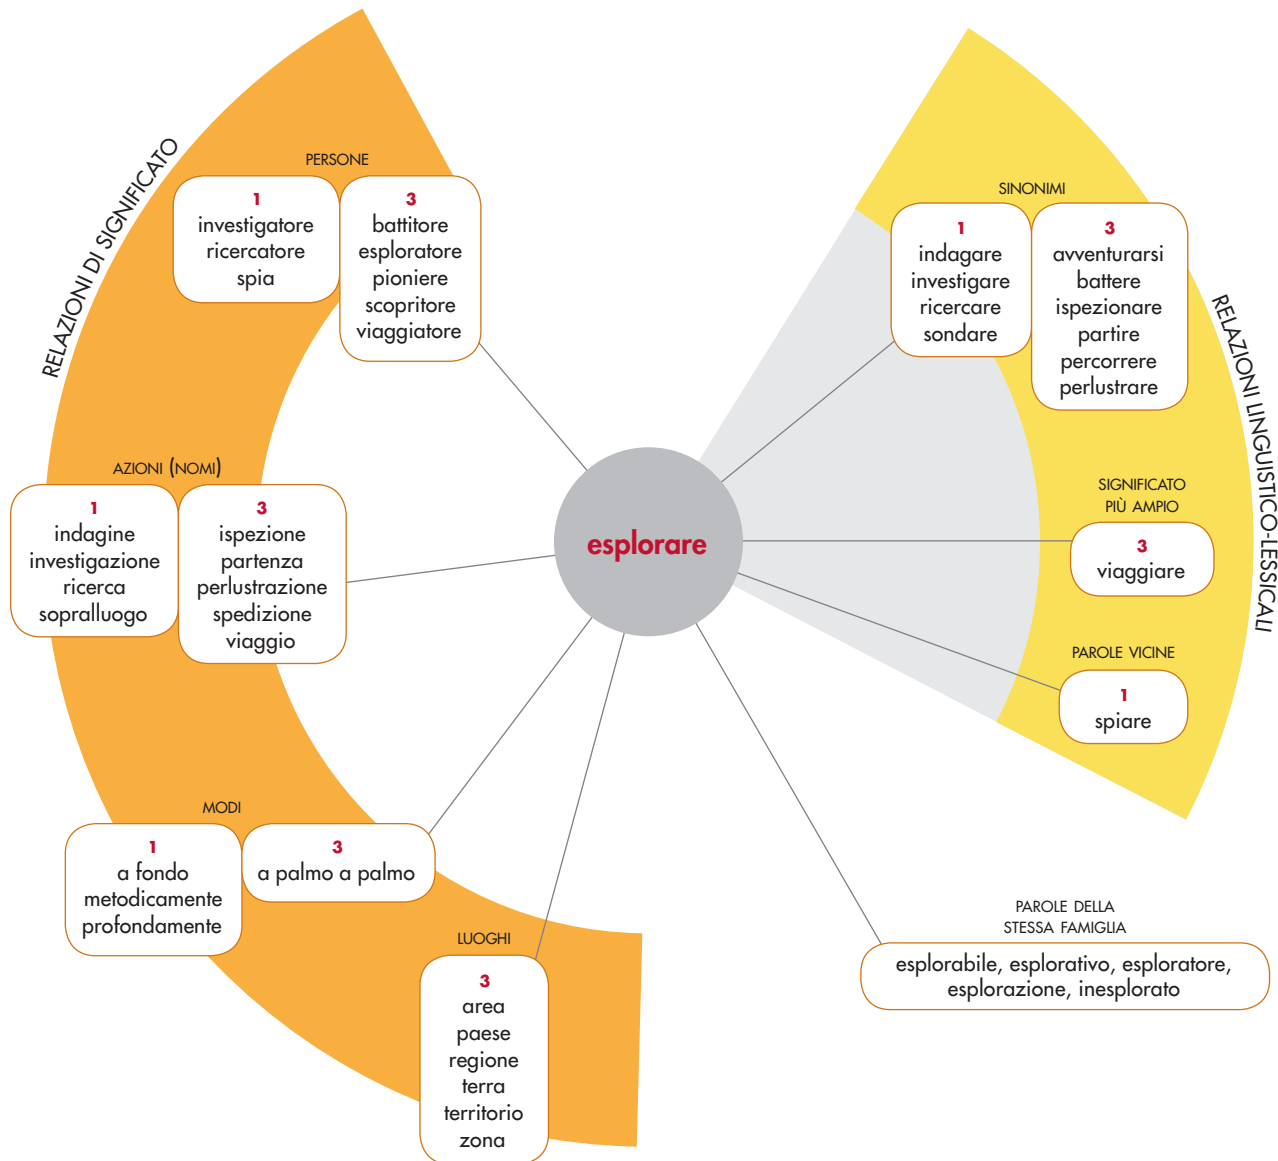 RELAZIONI DI SIGNIFICATO
PERSONE
1
investigatore
ricercatore
spia
3
battitore
esploratore
pioniere
scopritore
viaggiatore
AZIONI (NOMI)
1
indagine
investigazione
ricerca
sopralluogo
3
ispezione
partenza
perlustrazione
spedizione
viaggio
MODI
1
a fondo
metodicamente
profondamente
3
a palmo a palmo
LUOGHI
3
area
paese
regione
terra
territorio
zona
esplorare
RELAZIONI LINGUISTICO-LESSICALI
SINONIMI
1
indagare
investigare
ricercare
sondare
3
avventurarsi
battere
ispezionare
partire
percorrere
perlustrare
SIGNIFICATO
PIÙ AMPIO
3
viaggiare
PAROLE VICINE
1
spiare
PAROLE DELLA
STESSA FAMIGLIA
esplorabile, esplorativo, esploratore,
esplorazione, inesplorato